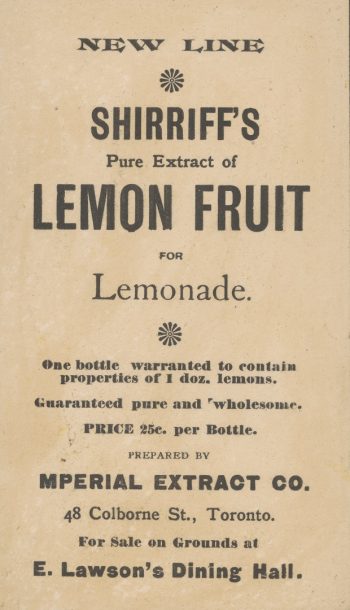 NEW LINE
SHIRRIFF'S
Pure Extract of
LEMON FRUIT
FOR
Lemonade.
One bottle warranted to contain
properties of 1 doz. lemons.
Guaranteed pure and wholesome.
PRICE 25c. per Bottle.
PREPARED BY
MPERIAL EXTRACT CO.
48 Colborne St., Toronto.
For Sale on Grounds at
E. Lawson's Dining Hall.